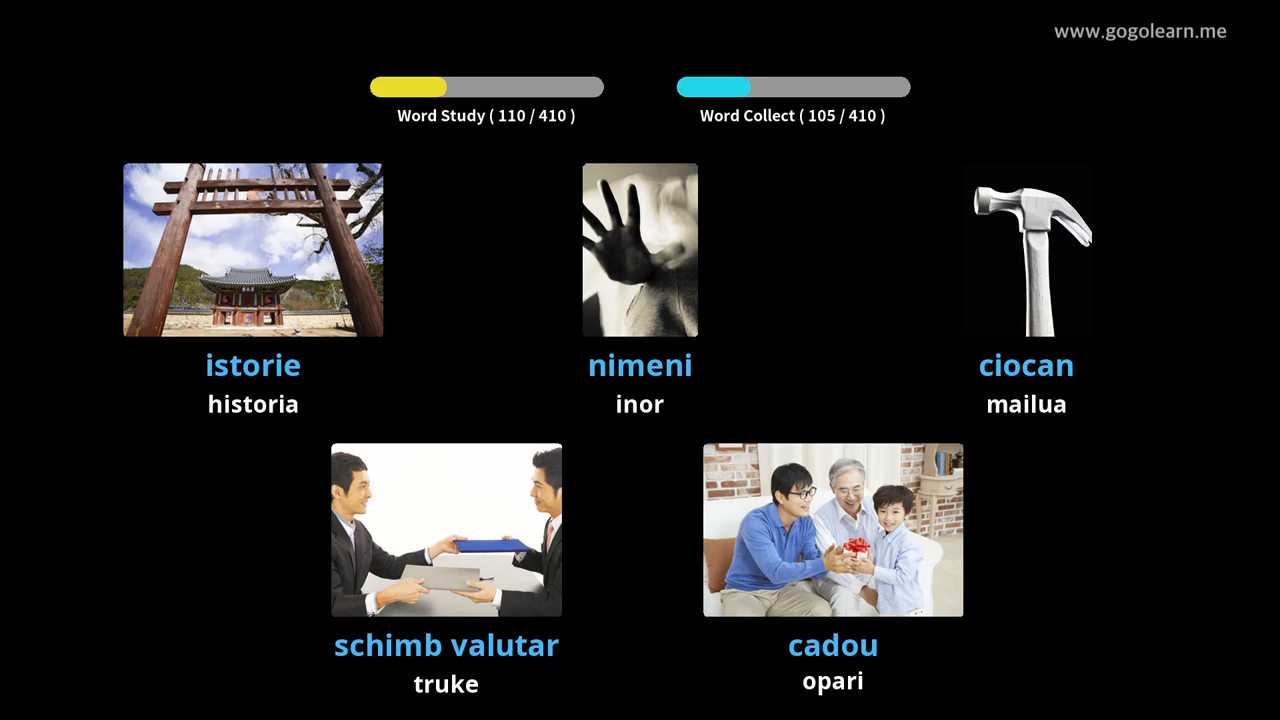 www.gogolearn.me
Word Study ( 110 / 410 )
Word Collect ( 105 / 410 )
istorie
historia
nimeni
inor
ciocan
mailua
schimb valutar
truke
cadou
opari